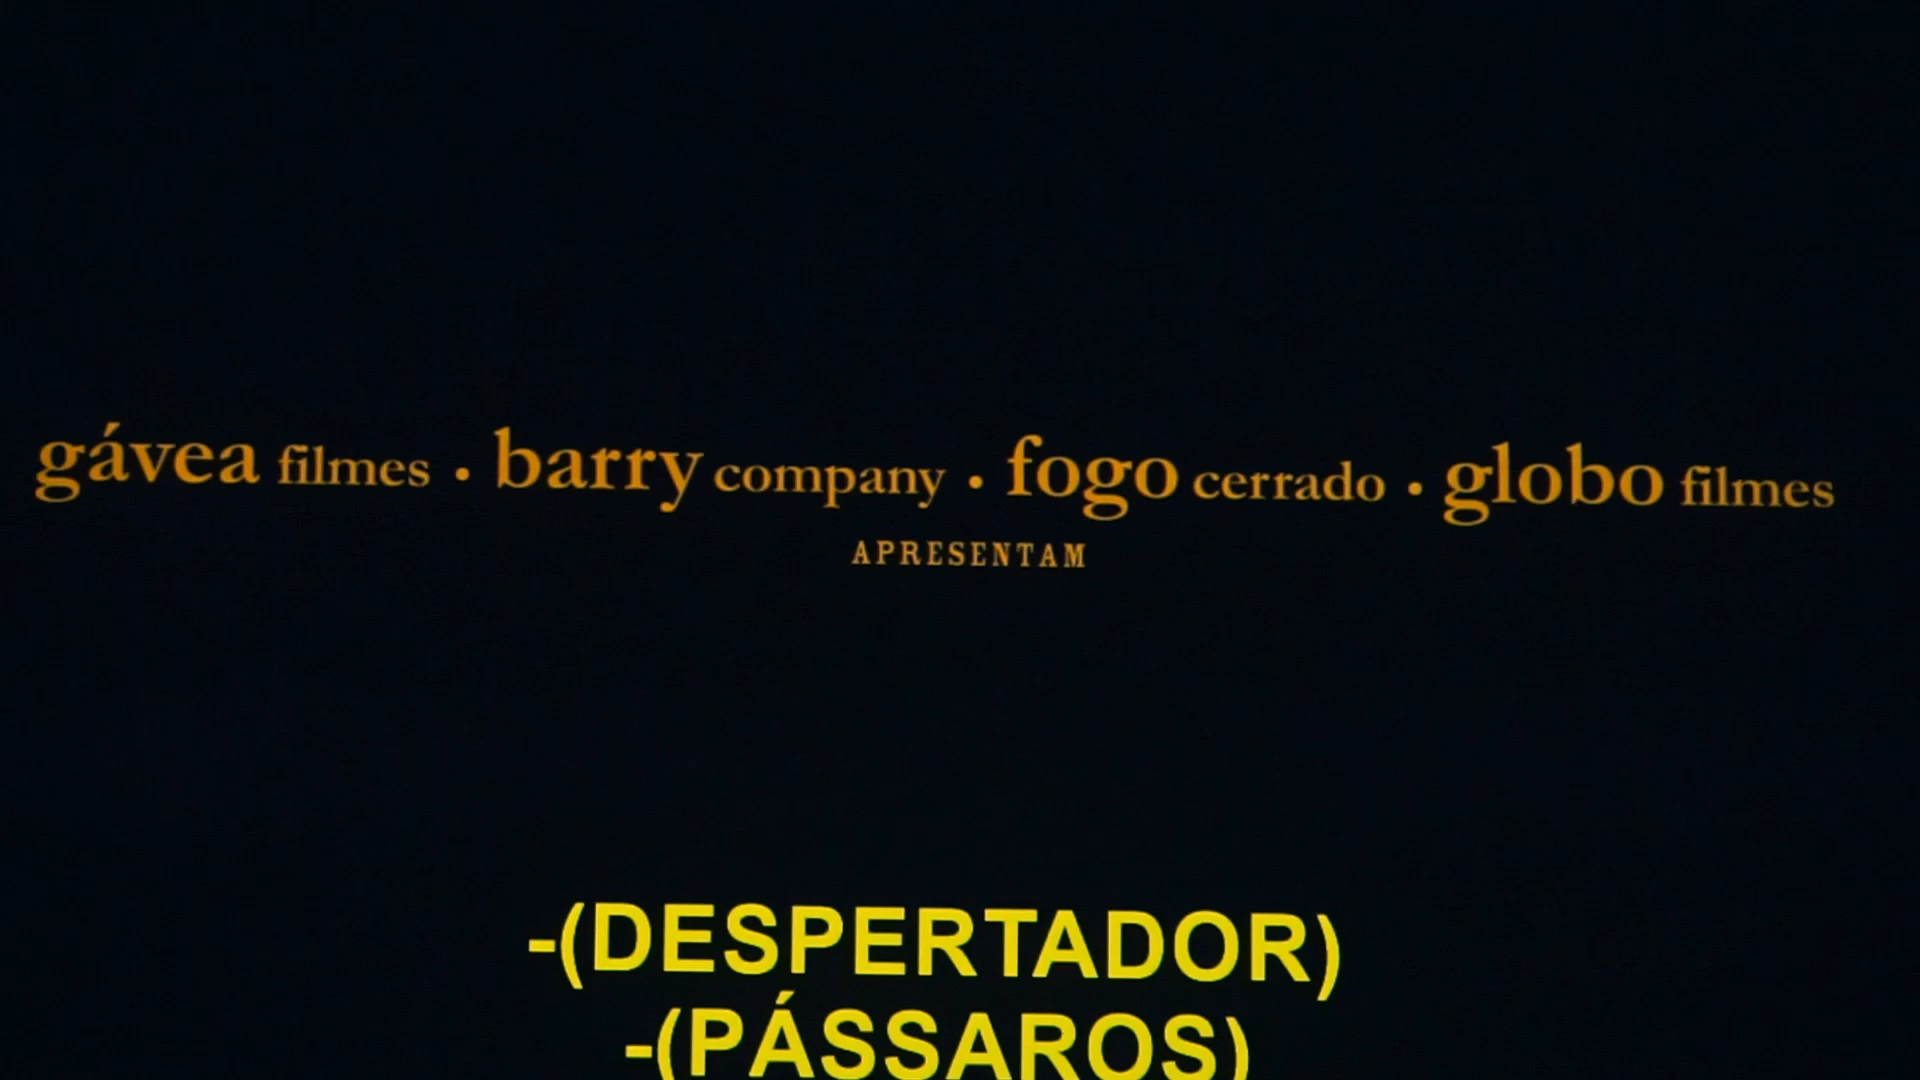 gávea filmes • barry company • fogo cerrado • globo filmes
APRESENTAM
-(DESPERTADOR)
-(PÁSSAROS)